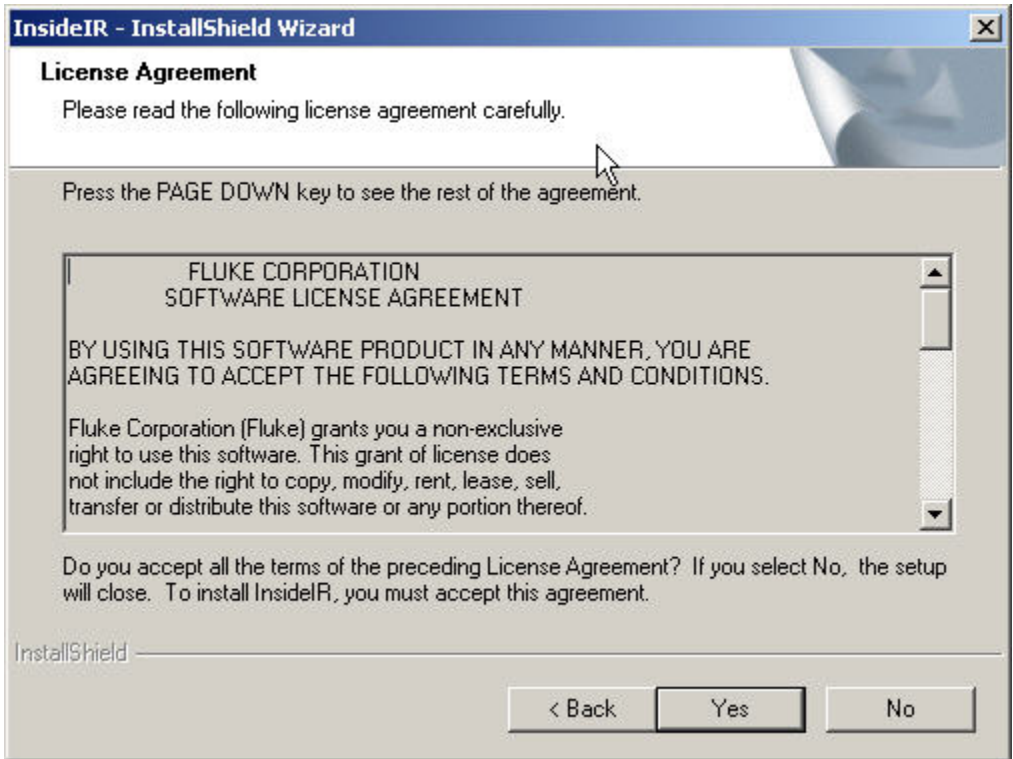 InsideIR - InstallShield Wizard
License Agreement
Please read the following license agreement carefully.
Press the PAGE DOWN key to see the rest of the agreement.
FLUKE CORPORATION
SOFTWARE LICENSE AGREEMENT
BY USING THIS SOFTWARE PRODUCT IN ANY MANNER, YOU ARE
AGREEING TO ACCEPT THE FOLLOWING TERMS AND CONDITIONS.
Fluke Corporation (Fluke) grants you a non-exclusive
right to use this software. This grant of license does
not include the right to copy, modify, rent, lease, sell,
transfer or distribute this software or any portion thereof.
Do you accept all the terms of the preceding License Agreement?  If you select No,  the setup
will close.  To install InsideIR, you must accept this agreement.
InstallShield
< Back
Yes
No